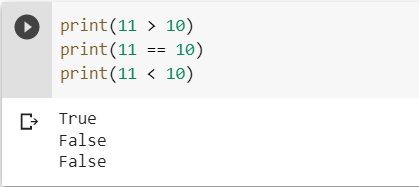 print(11 > 10)
print(11 == 10)
print(11 < 10)
True
False
False